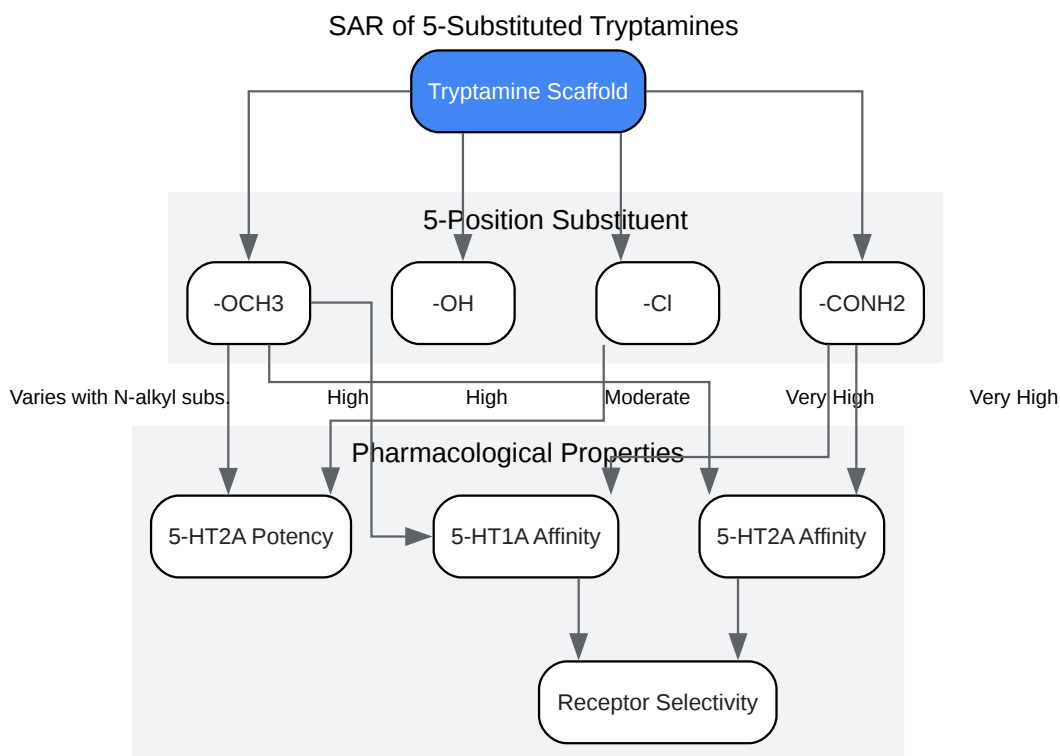 SAR of 5-Substituted Tryptamines
Tryptamine Scaffold
5-Position Substituent
-OCH3
-OH
-Cl
-CONH2
Varies with N-alkyl subs.
High
High
Moderate
Very High
Very High
Pharmacological Properties
5-HT2A Potency
5-HT1A Affinity
5-HT2A Affinity
Receptor Selectivity